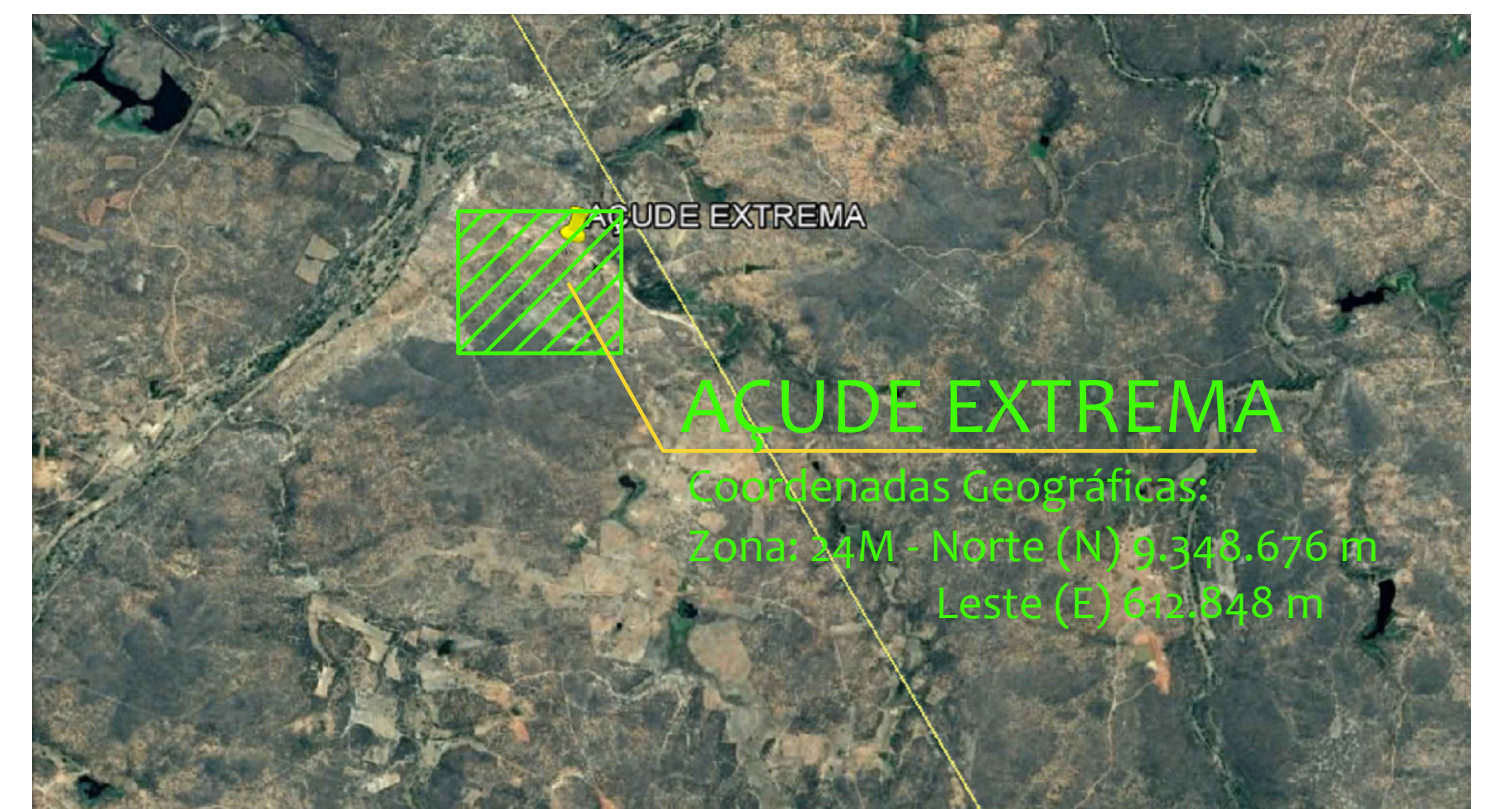 AÇUDE EXTREMA
AÇUDE EXTREMA
Coordenadas Geográficas:
Zona: 24M - Norte (N) 9.348.676 m
Leste (E) 612.848 m